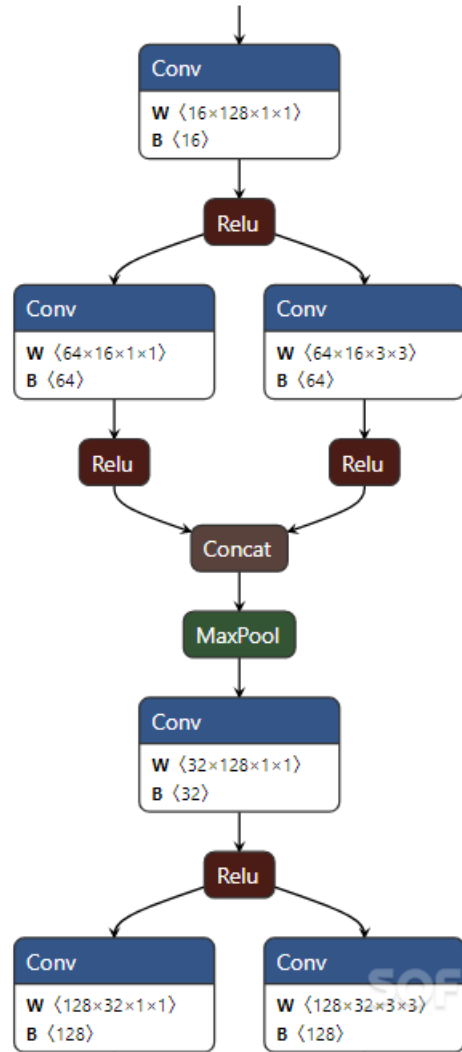 Conv
W ⟨16×128×1×1⟩
B ⟨16⟩
Relu
Conv
W ⟨64×16×1×1⟩
B ⟨64⟩
Conv
W ⟨64×16×3×3⟩
B ⟨64⟩
Relu
Relu
Concat
MaxPool
Conv
W ⟨32×128×1×1⟩
B ⟨32⟩
Relu
Conv
W ⟨128×32×1×1⟩
B ⟨128⟩
Conv
W ⟨128×32×3×3⟩
B ⟨128⟩
SOF